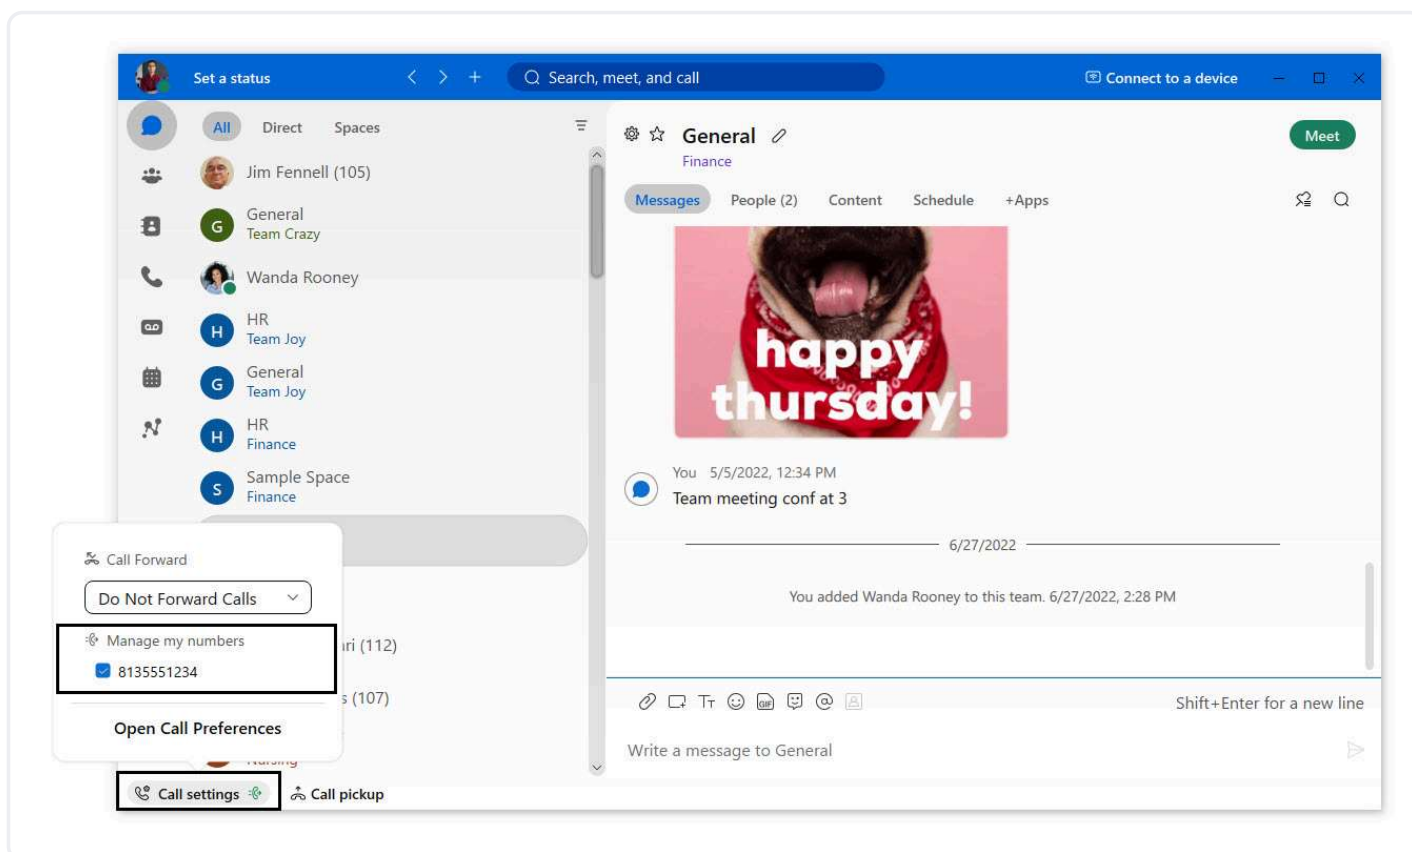 Set a status
Search, meet, and call
Connect to a device
All Direct Spaces
Jim Fennell (105)
G
General
Team Crazy
Wanda Rooney
H
HR
Team Joy
G
General
Team Joy
H
HR
Finance
S
Sample Space
Finance
ri (112)
s (107)
Call Forward
Do Not Forward Calls
Manage my numbers
8135551234
Open Call Preferences
Call settings
Call pickup
General
Finance
Meet
Messages People (2) Content Schedule +Apps
happy
thursday!
You 5/5/2022, 12:34 PM
Team meeting conf at 3
6/27/2022
You added Wanda Rooney to this team. 6/27/2022, 2:28 PM
GIF
Shift+Enter for a new line
Write a message to General